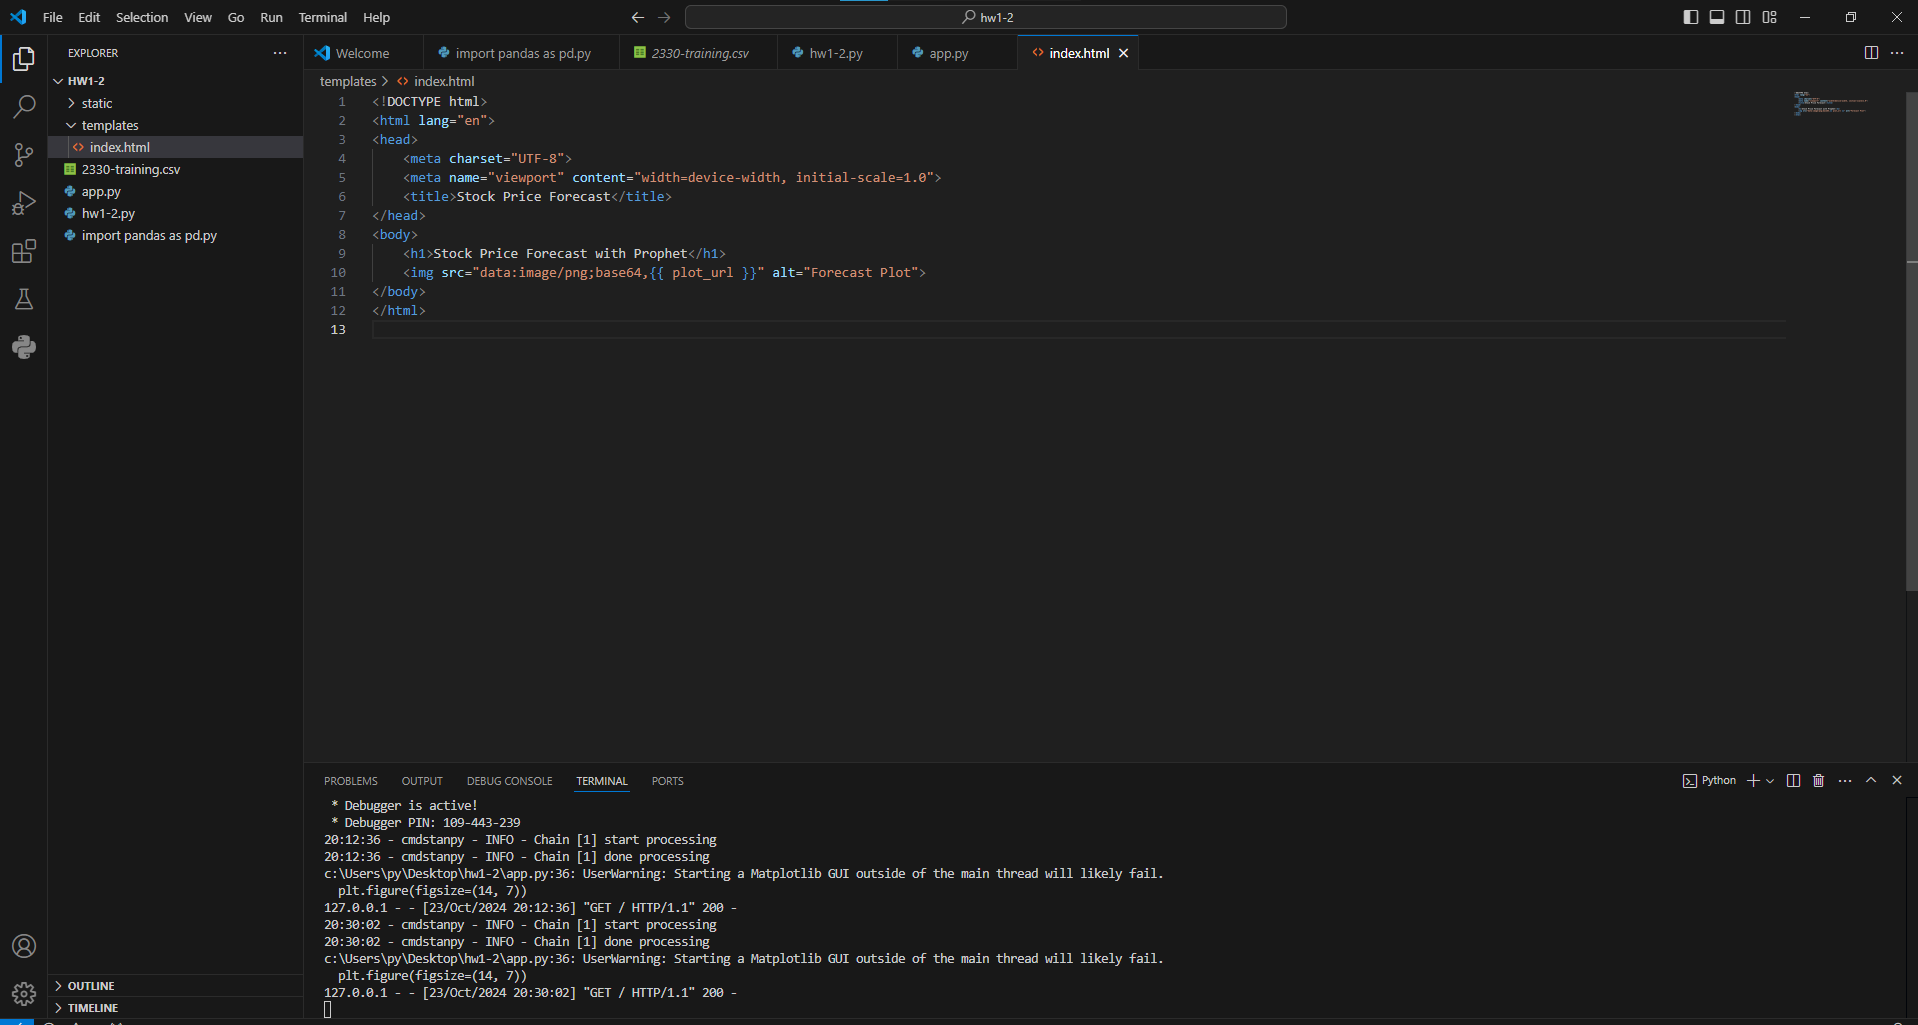 File Edit Selection View Go Run Terminal Help
hw1-2
EXPLORER
HW1-2
static
templates
index.html
2330-training.csv
app.py
hw1-2.py
import pandas as pd.py
OUTLINE
TIMELINE
Welcome import pandas as pd.py 2330-training.csv hw1-2.py app.py index.html
templates > index.html
1 <!DOCTYPE html>
2 <html lang="en">
3 <head>
4 <meta charset="UTF-8">
5 <meta name="viewport" content="width=device-width, initial-scale=1.0">
6 <title>Stock Price Forecast</title>
7 </head>
8 <body>
9 <h1>Stock Price Forecast with Prophet</h1>
10 <img src="data:image/png;base64,{{ plot_url }}" alt="Forecast Plot">
11 </body>
12 </html>
13
PROBLEMS OUTPUT DEBUG CONSOLE TERMINAL PORTS
Python
* Debugger is active!
* Debugger PIN: 109-443-239
20:12:36 - cmdstanpy - INFO - Chain [1] start processing
20:12:36 - cmdstanpy - INFO - Chain [1] done processing
c:\Users\py\Desktop\hw1-2\app.py:36: UserWarning: Starting a Matplotlib GUI outside of the main thread will likely fail.
plt.figure(figsize=(14, 7))
127.0.0.1 - - [23/Oct/2024 20:12:36] "GET / HTTP/1.1" 200 -
20:30:02 - cmdstanpy - INFO - Chain [1] start processing
20:30:02 - cmdstanpy - INFO - Chain [1] done processing
c:\Users\py\Desktop\hw1-2\app.py:36: UserWarning: Starting a Matplotlib GUI outside of the main thread will likely fail.
plt.figure(figsize=(14, 7))
127.0.0.1 - - [23/Oct/2024 20:30:02] "GET / HTTP/1.1" 200 -